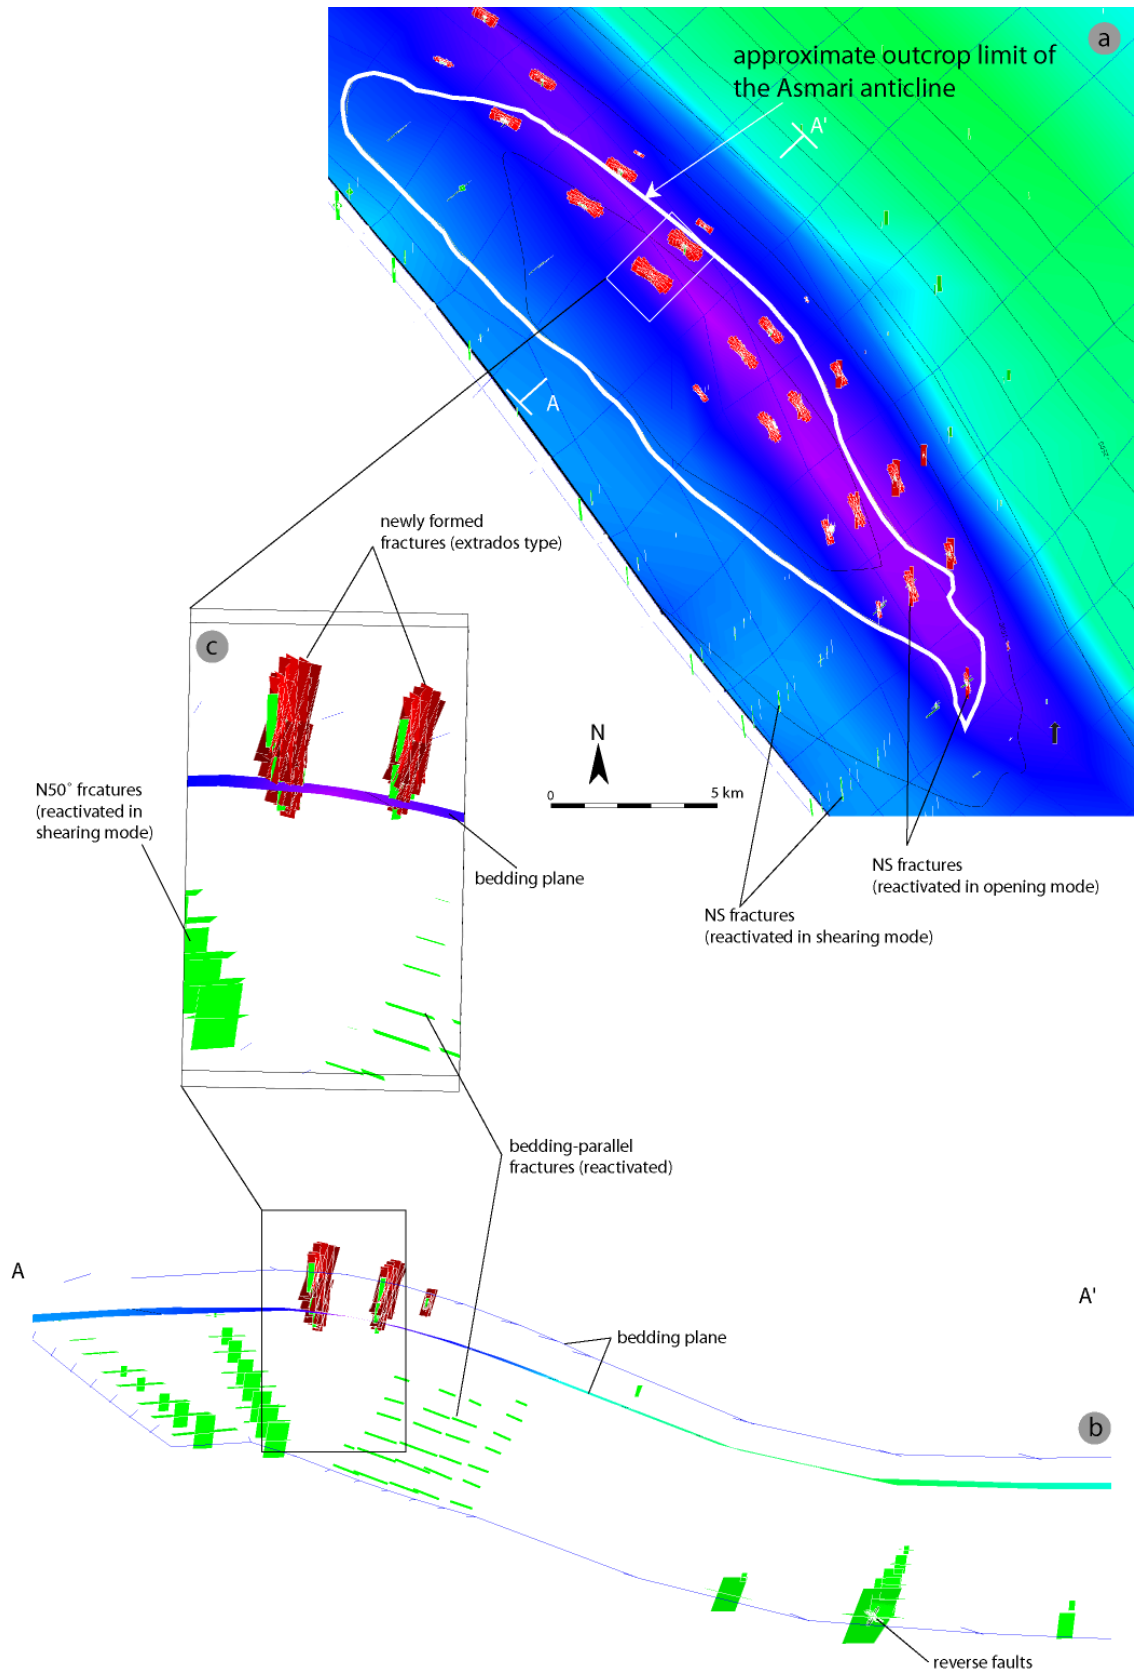 a
approximate outcrop limit of
the Asmari anticline
A'
A
newly formed
fractures (extrados type)
c
N
0
5 km
N50˚ frcatures
(reactivated in
shearing mode)
bedding plane
NS fractures
(reactivated in opening mode)
NS fractures
(reactivated in shearing mode)
bedding-parallel
fractures (reactivated)
A
A'
bedding plane
b
reverse faults